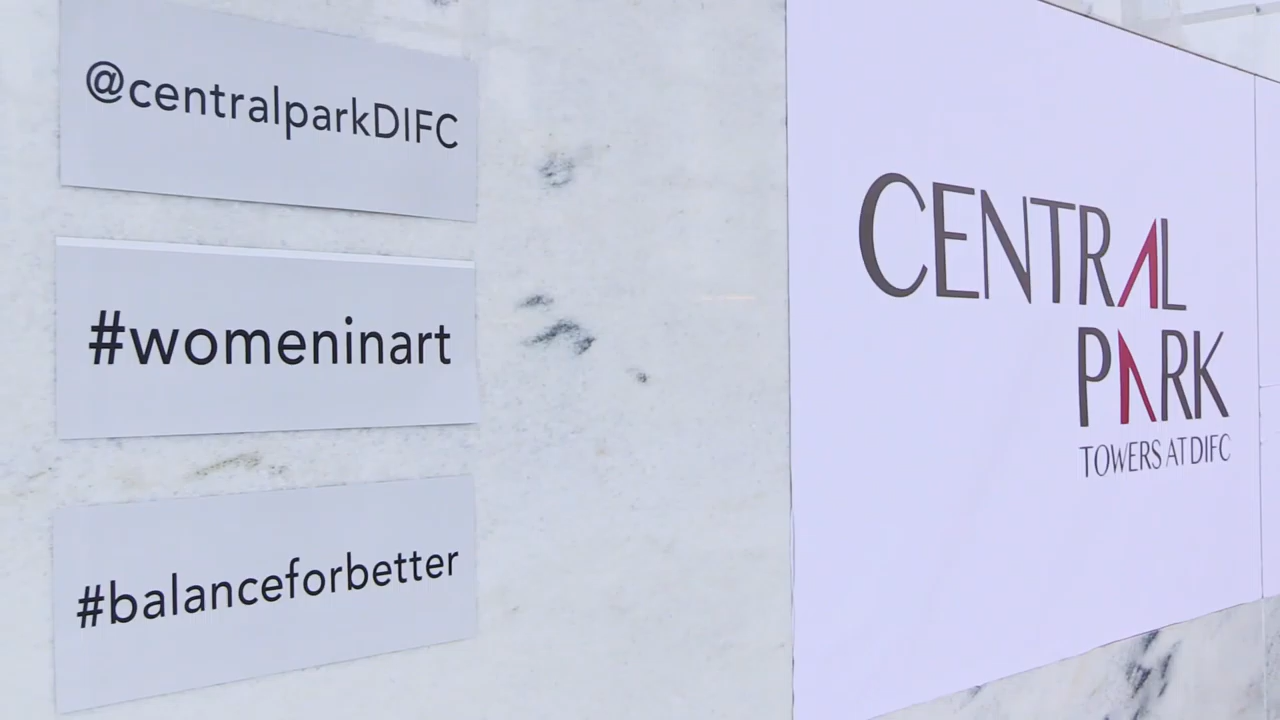 @centralparkDIFC
#womeninart
#balanceforbetter
CENTRAL
PARK
TOWERS AT DIFC